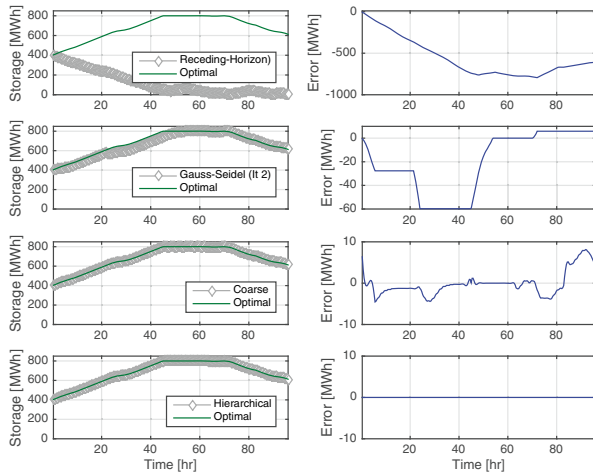 Storage [MWh]
800
600
400
200
0
Receding-Horizon)
Optimal
20 40 60 80
Error [MWh]
0
-500
-1000
20 40 60 80
Storage [MWh]
800
600
400
200
0
Gauss-Seidel (It 2)
Optimal
20 40 60 80
Error [MWh]
0
-20
-40
-60
20 40 60 80
Storage [MWh]
800
600
400
200
0
Coarse
Optimal
20 40 60 80
Error [MWh]
10
0
-10
20 40 60 80
Storage [MWh]
800
600
400
200
0
Hierarchical
Optimal
20 40 60 80
Time [hr]
Error [MWh]
10
0
-10
20 40 60 80
Time [hr]